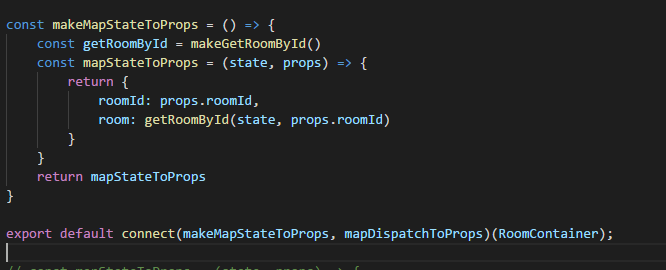 const makeMapStateToProps = () => {
    const getRoomById = makeGetRoomById()
    const mapStateToProps = (state, props) => {
        return {
            roomId: props.roomId,
            room: getRoomById(state, props.roomId)
        }
    }
    return mapStateToProps
}
export default connect(makeMapStateToProps, mapDispatchToProps)(RoomContainer);
// const mapStateToProps = (state, props) => {